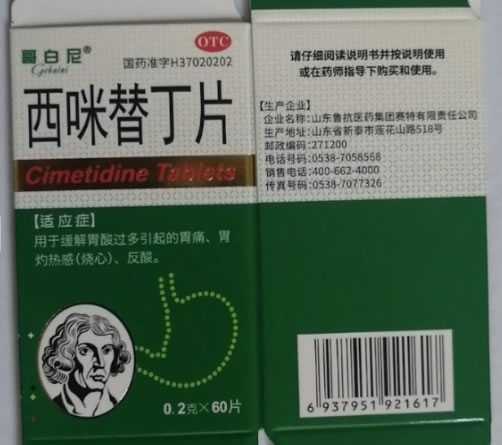 哥白尼®
Gebaini
OTC
国药准字H37020202
西咪替丁片
Cimetidine Tablets
【适应症】
用于缓解胃酸过多引起的胃痛、胃
灼热感(烧心)、反酸。
0.2克×60片
请仔细阅读说明书并按说明使用
或在药师指导下购买和使用。
【生产企业】
企业名称:山东鲁抗医药集团赛特有限责任公司
生产地址:山东省新泰市莲花山路518号
邮政编码:271200
电话号码:0538-7058568
销售电话:400-662-4000
传真号码:0538-7077326
6 937951 921617